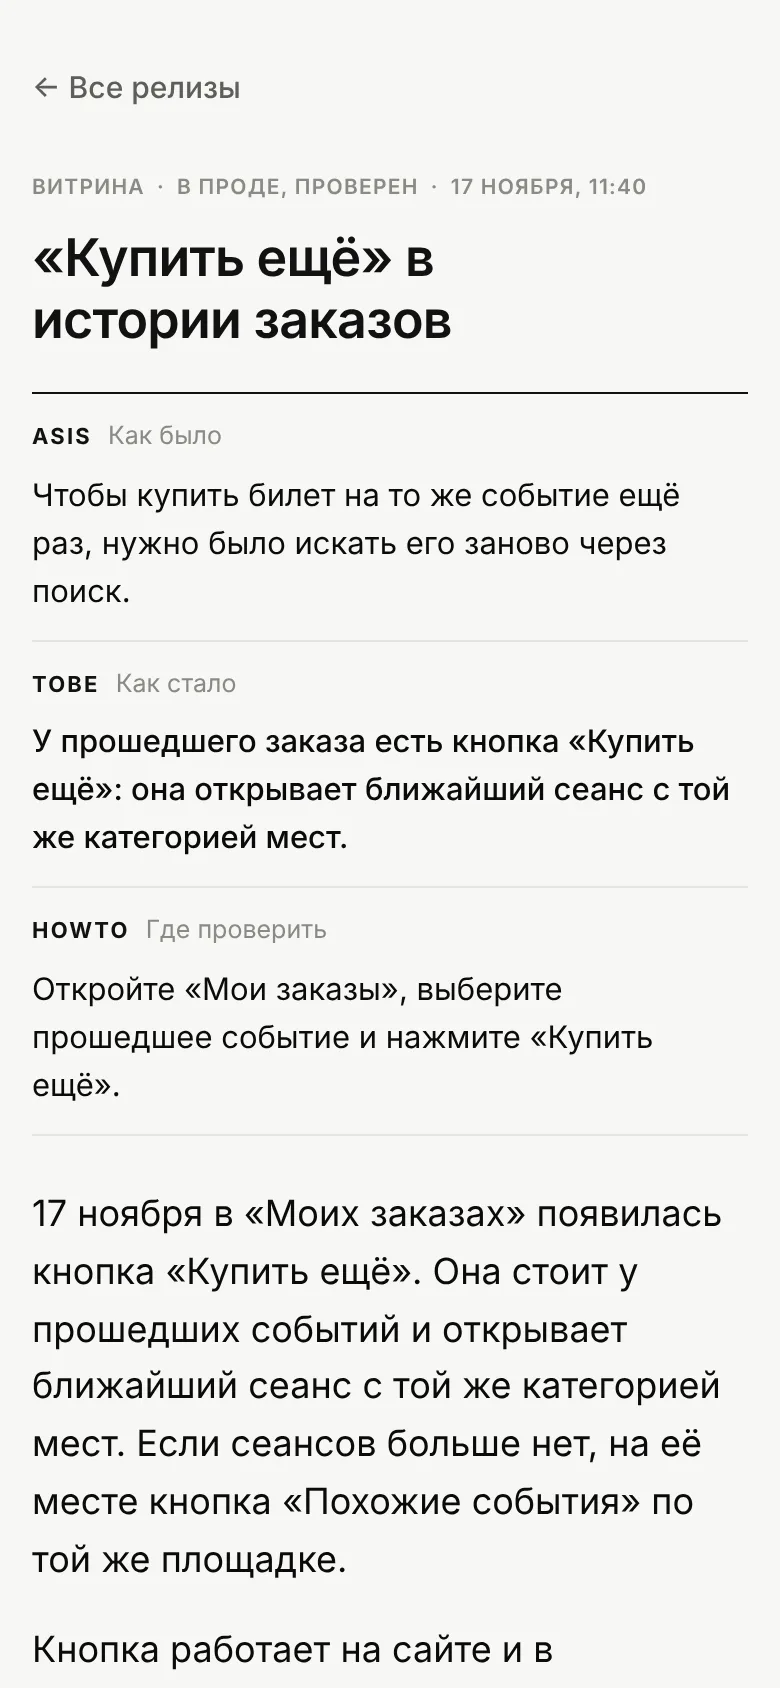 ← Все релизы
ВИТРИНА · В ПРОДЕ, ПРОВЕРЕН · 17 НОЯБРЯ, 11:40
«Купить ещё» в
истории заказов
ASIS Как было
Чтобы купить билет на то же событие ещё
раз, нужно было искать его заново через
поиск.
TOBE Как стало
У прошедшего заказа есть кнопка «Купить
ещё»: она открывает ближайший сеанс с той
же категорией мест.
HOWTO Где проверить
Откройте «Мои заказы», выберите
прошедшее событие и нажмите «Купить
ещё».
17 ноября в «Моих заказах» появилась
кнопка «Купить ещё». Она стоит у
прошедших событий и открывает
ближайший сеанс с той же категорией
мест. Если сеансов больше нет, на её
месте кнопка «Похожие события» по
той же площадке.
Кнопка работает на сайте и в